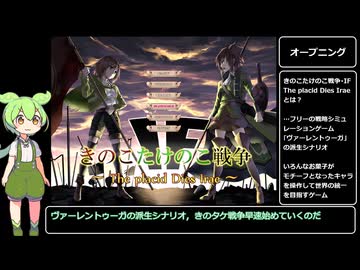 オープニング
きのこたけのこ戦争・IF
The placid Dies Irae
とは？
…フリーの戦略シミュ
レーションゲーム
「ヴァーレントゥーガ」
の派生シナリオ
いろんなお菓子が
モチーフとなったキャラ
を操作して世界の統一
を目指すゲーム
きのこたけのこ戦争
～ The placid Dies Irae ～
ヴァーレントゥーガの派生シナリオ，きのタケ戦争早速始めていくのだ